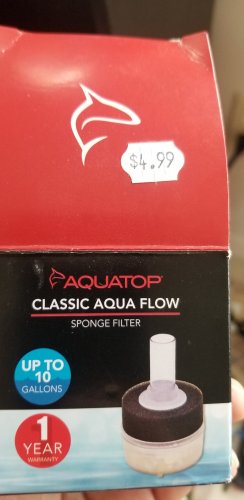 $4.99
AQUATOP
CLASSIC AQUA FLOW
SPONGE FILTER
UP TO
10
GALLONS
1
YEAR
WARRANTY